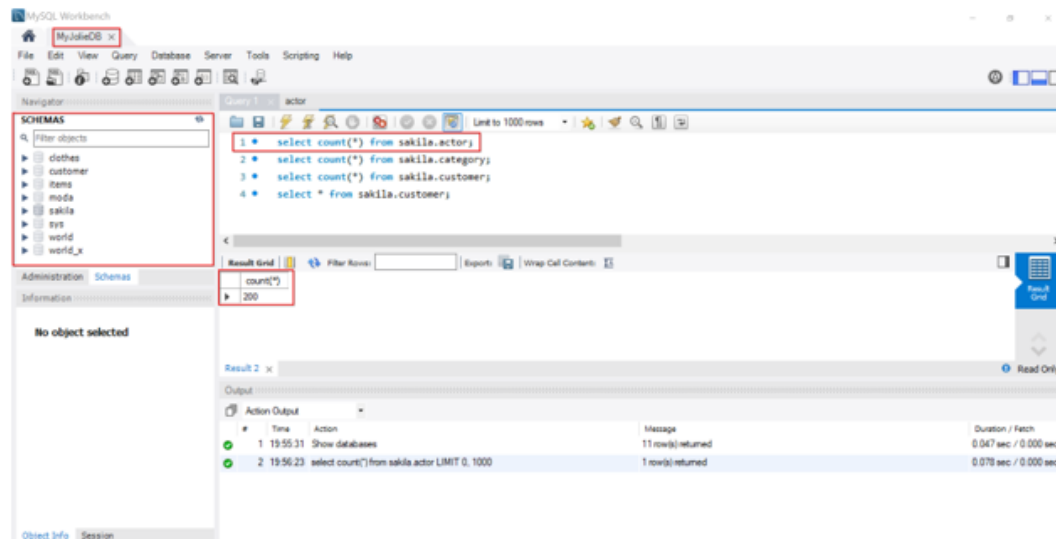 MySQL Workbench
MyJolieDB ×
File Edit View Query Database Server Tools Scripting Help
Navigator
SCHEMAS
Filter objects
clothes
customer
items
moda
sakila
sys
world
world_x
Administration Schemas
Information
No object selected
Object Info Session
Query 1 × actor
Limit to 1000 rows
1 select count(*) from sakila.actor;
2 select count(*) from sakila.category;
3 select count(*) from sakila.customer;
4 select * from sakila.customer;
Result Grid Filter Rows: Export: Wrap Cell Content:
count(*)
200
Result Grid
Result 2 × Read Only
Output
Action Output
# Time Action Message Duration / Fetch
1 19:55:31 Show databases 11 row(s) returned 0.047 sec / 0.000 sec
2 19:56:23 select count(*) from sakila.actor LIMIT 0, 1000 1 row(s) returned 0.078 sec / 0.000 sec